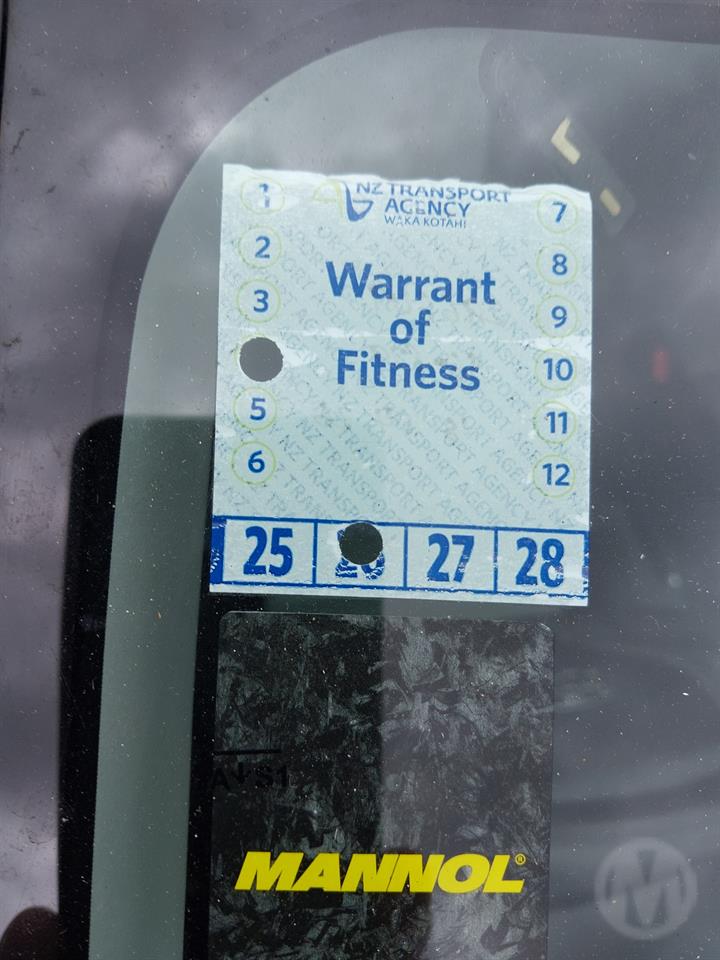 NZ TRANSPORT
AGENCY
WAKA KOTAHI
1
7
2
8
Warrant
3
9
of
Fitness
10
5
11
6
12
25
27
28
A S1
MANNOL®
M